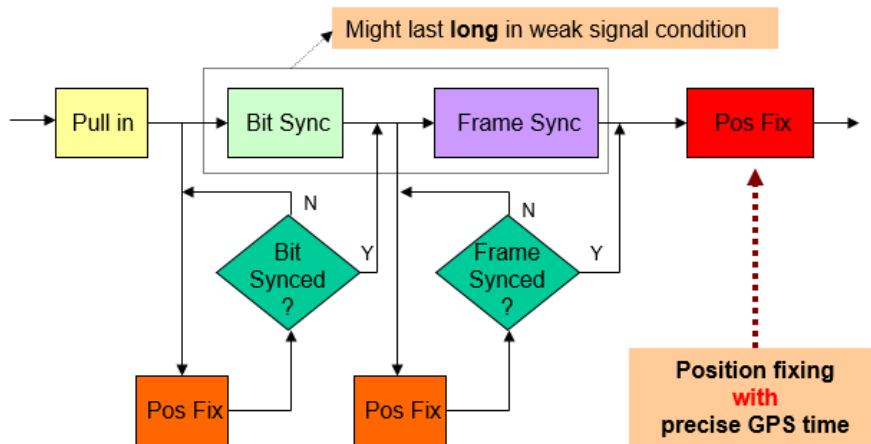 Might last long in weak signal condition
Pull in
Bit Sync
Frame Sync
Pos Fix
N
Y
Bit
Synced
?
N
Y
Frame
Synced
?
Pos Fix
Pos Fix
Position fixing
with
precise GPS time